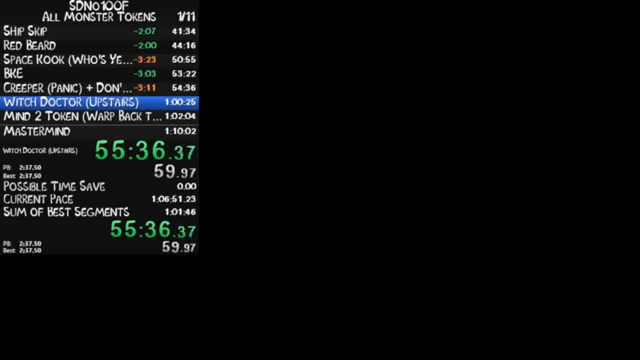 SDNo100F
All Monster Tokens 1/11
Ship Skip -2:07 41:34
Red Beard -2:00 44:16
Space Kook (Who's Ye... -3:23 50:55
BKE -3:03 53:22
Creeper (Panic) + Don'... -3:11 54:36
Witch Doctor (Upstairs) 1:00:25
Mind 2 Token (Warp Back t... 1:02:04
Mastermind 1:10:02
Witch Doctor (Upstairs) 55:36.37
PB: 2:37.50
Best: 2:37.50 59.97
Possible Time Save 0.00
Current Pace 1:06:51.23
Sum of Best Segments 1:01:46
55:36.37
PB: 2:37.50
Best: 2:37.50 59.97